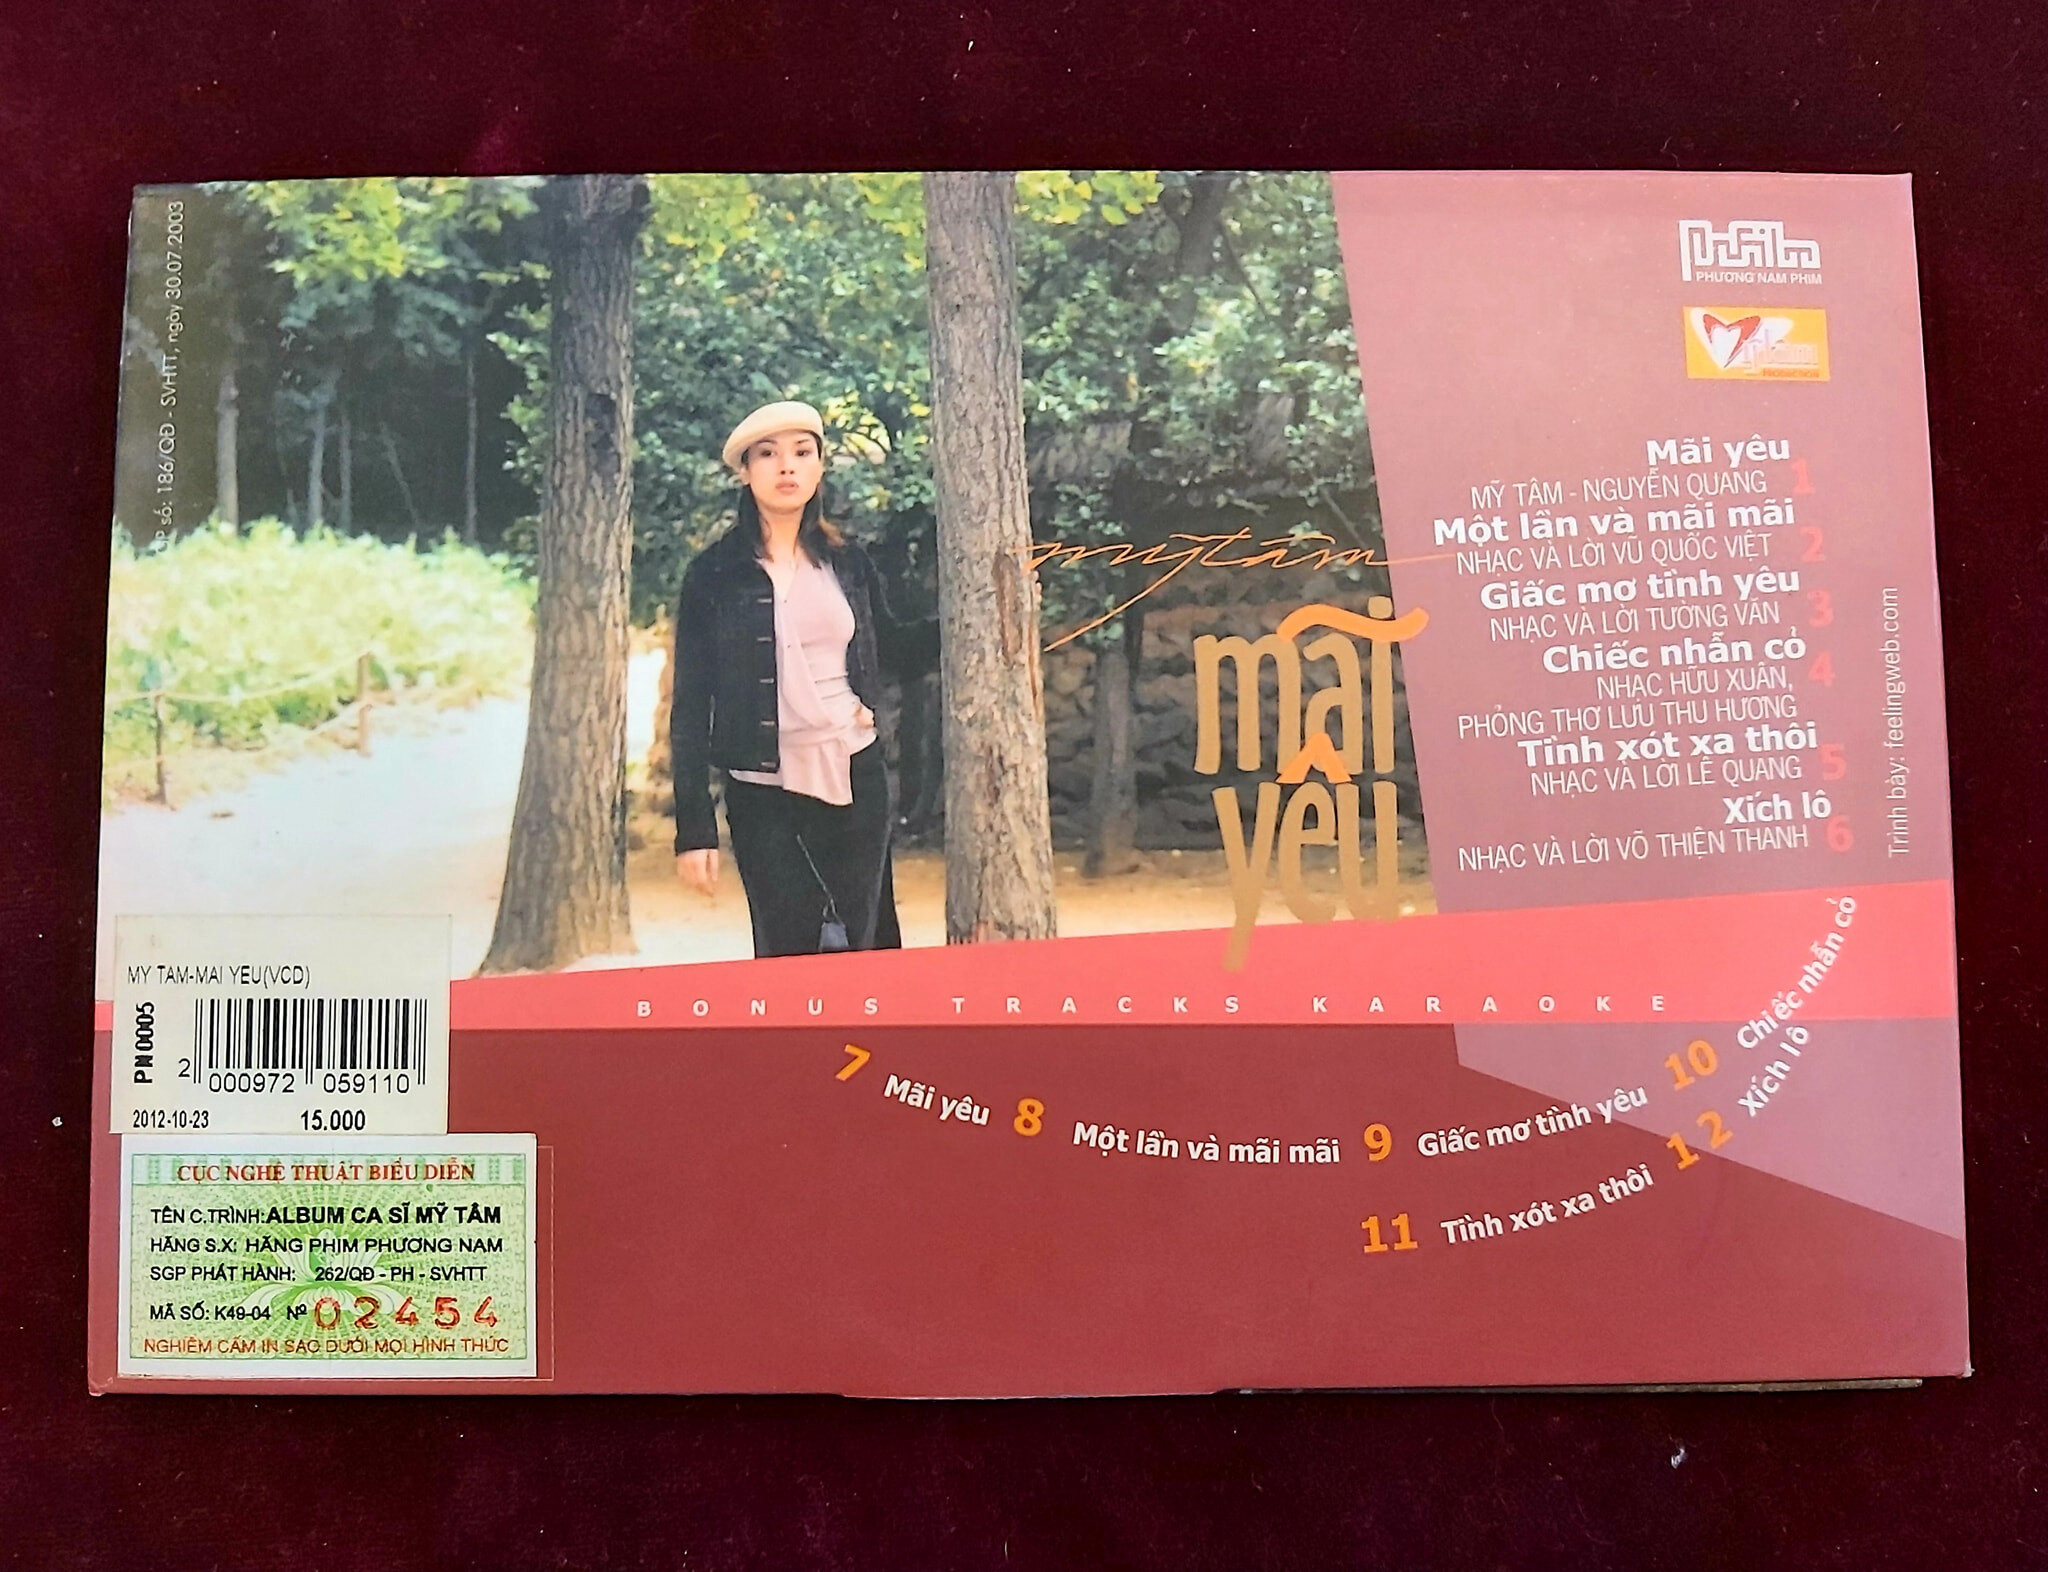 GP số: 186/QĐ - SVHTT, ngày 30.07.2003
PHƯƠNG NAM PHIM
PRODUCTION
Mãi yêu
MỸ TÂM - NGUYỄN QUANG 1
Một lần và mãi mãi
NHẠC VÀ LỜI VŨ QUỐC VIỆT 2
Giấc mơ tình yêu
NHẠC VÀ LỜI TƯỜNG VĂN 3
Chiếc nhẫn cỏ
NHẠC HỮU XUÂN, 4
PHỎNG THƠ LƯU THU HƯƠNG
Tình xót xa thôi
NHẠC VÀ LỜI LÊ QUANG 5
Xích lô
NHẠC VÀ LỜI VÕ THIỆN THANH 6
Trình bày: feelingweb.com
mỹ tâm
mãi
yêu
BONUS TRACKS KARAOKE
7 Mãi yêu 8 Một lần và mãi mãi 9 Giấc mơ tình yêu 10 Chiếc nhẫn cỏ
11 Tình xót xa thôi 12 Xích lô
MY TAM-MAI YEU(VCD)
PN0005
2 000972 059110
2012-10-23 15.000
CỤC NGHỆ THUẬT BIỂU DIỄN
TÊN C.TRÌNH: ALBUM CA SĨ MỸ TÂM
HÃNG S.X: HÃNG PHIM PHƯƠNG NAM
SGP PHÁT HÀNH: 262/QĐ - PH - SVHTT
MÃ SỐ: K49-04 Nº 02454
NGHIÊM CẤM IN SAO DƯỚI MỌI HÌNH THỨC